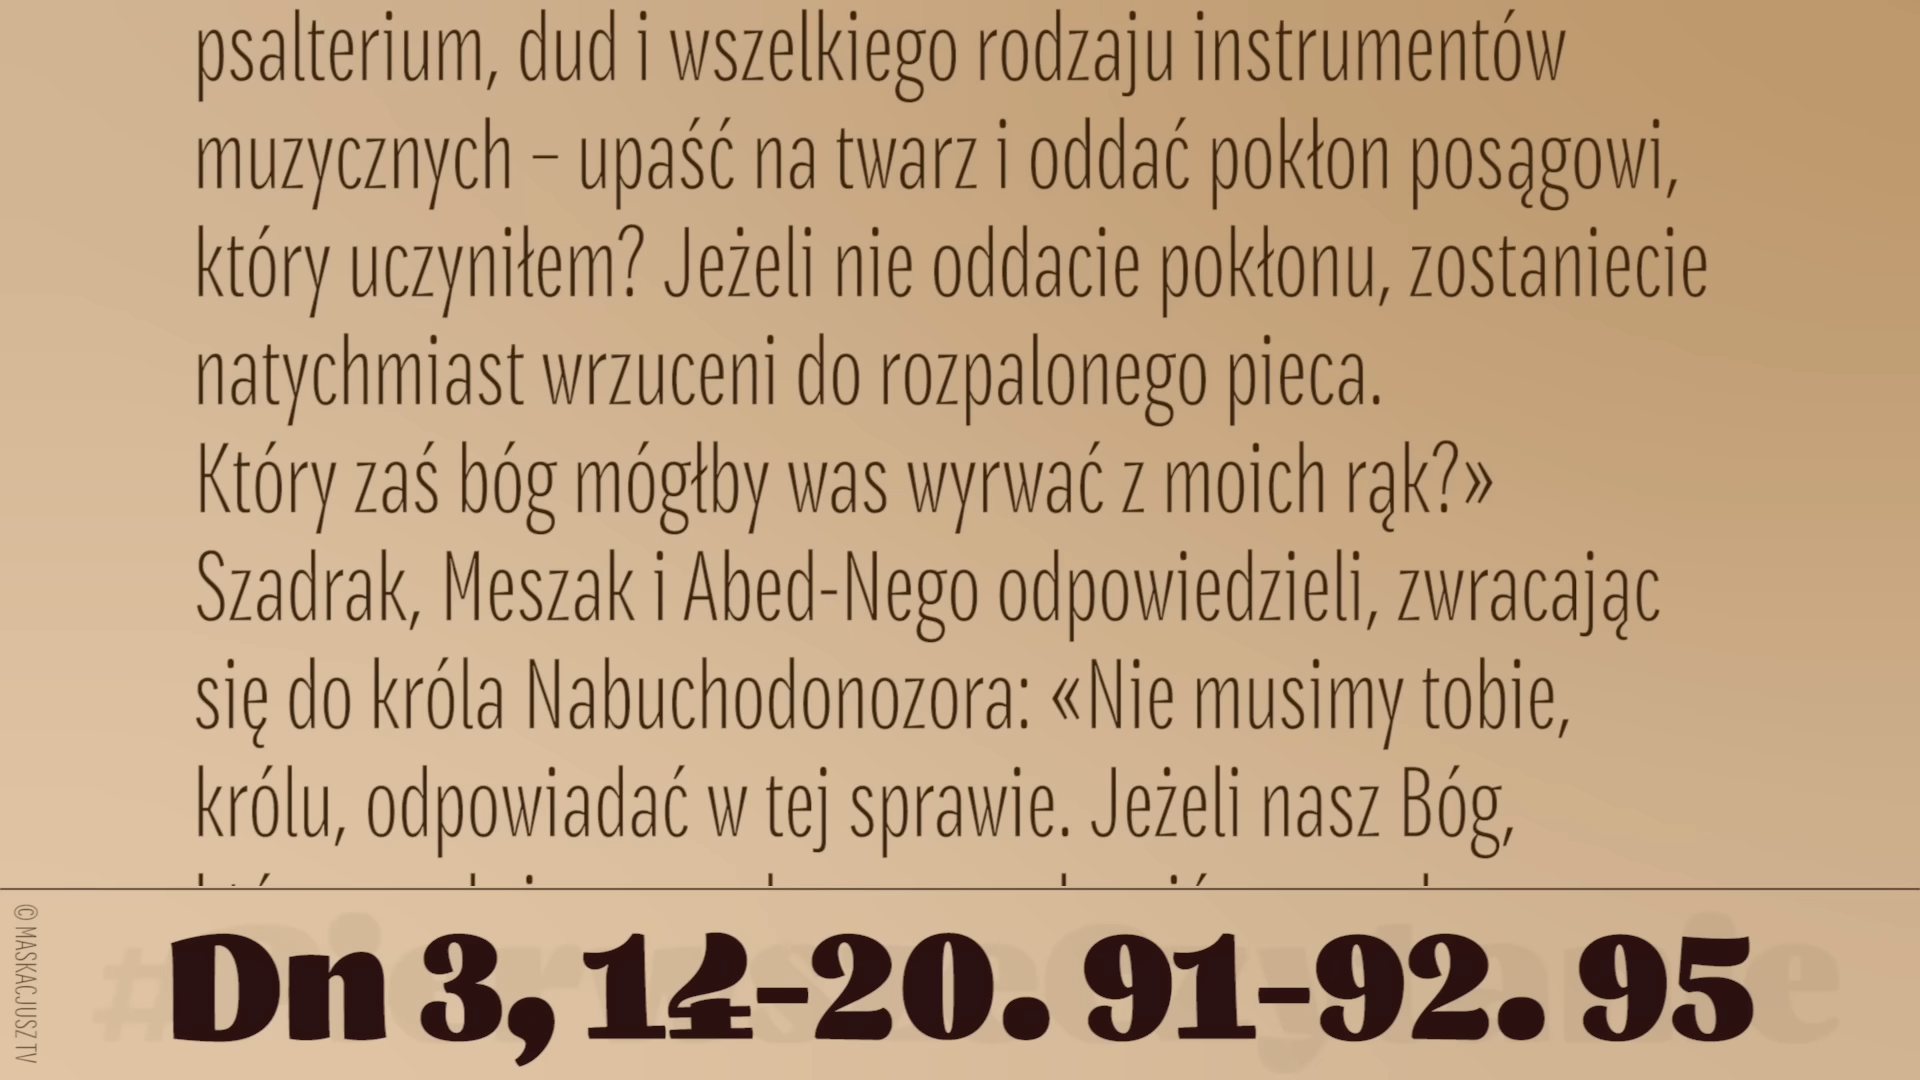 psalterium, dud i wszelkiego rodzaju instrumentów
muzycznych – upaść na twarz i oddać pokłon posągowi,
który uczyniłem? Jeżeli nie oddacie pokłonu, zostaniecie
natychmiast wrzuceni do rozpalonego pieca.
Który zaś bóg mógłby was wyrwać z moich rąk?»
Szadrak, Meszak i Abed-Nego odpowiedzieli, zwracając
się do króla Nabuchodonozora: «Nie musimy tobie,
królu, odpowiadać w tej sprawie. Jeżeli nasz Bóg,
Dn 3, 14-20. 91-92. 95
© MASKACJUSZ TV